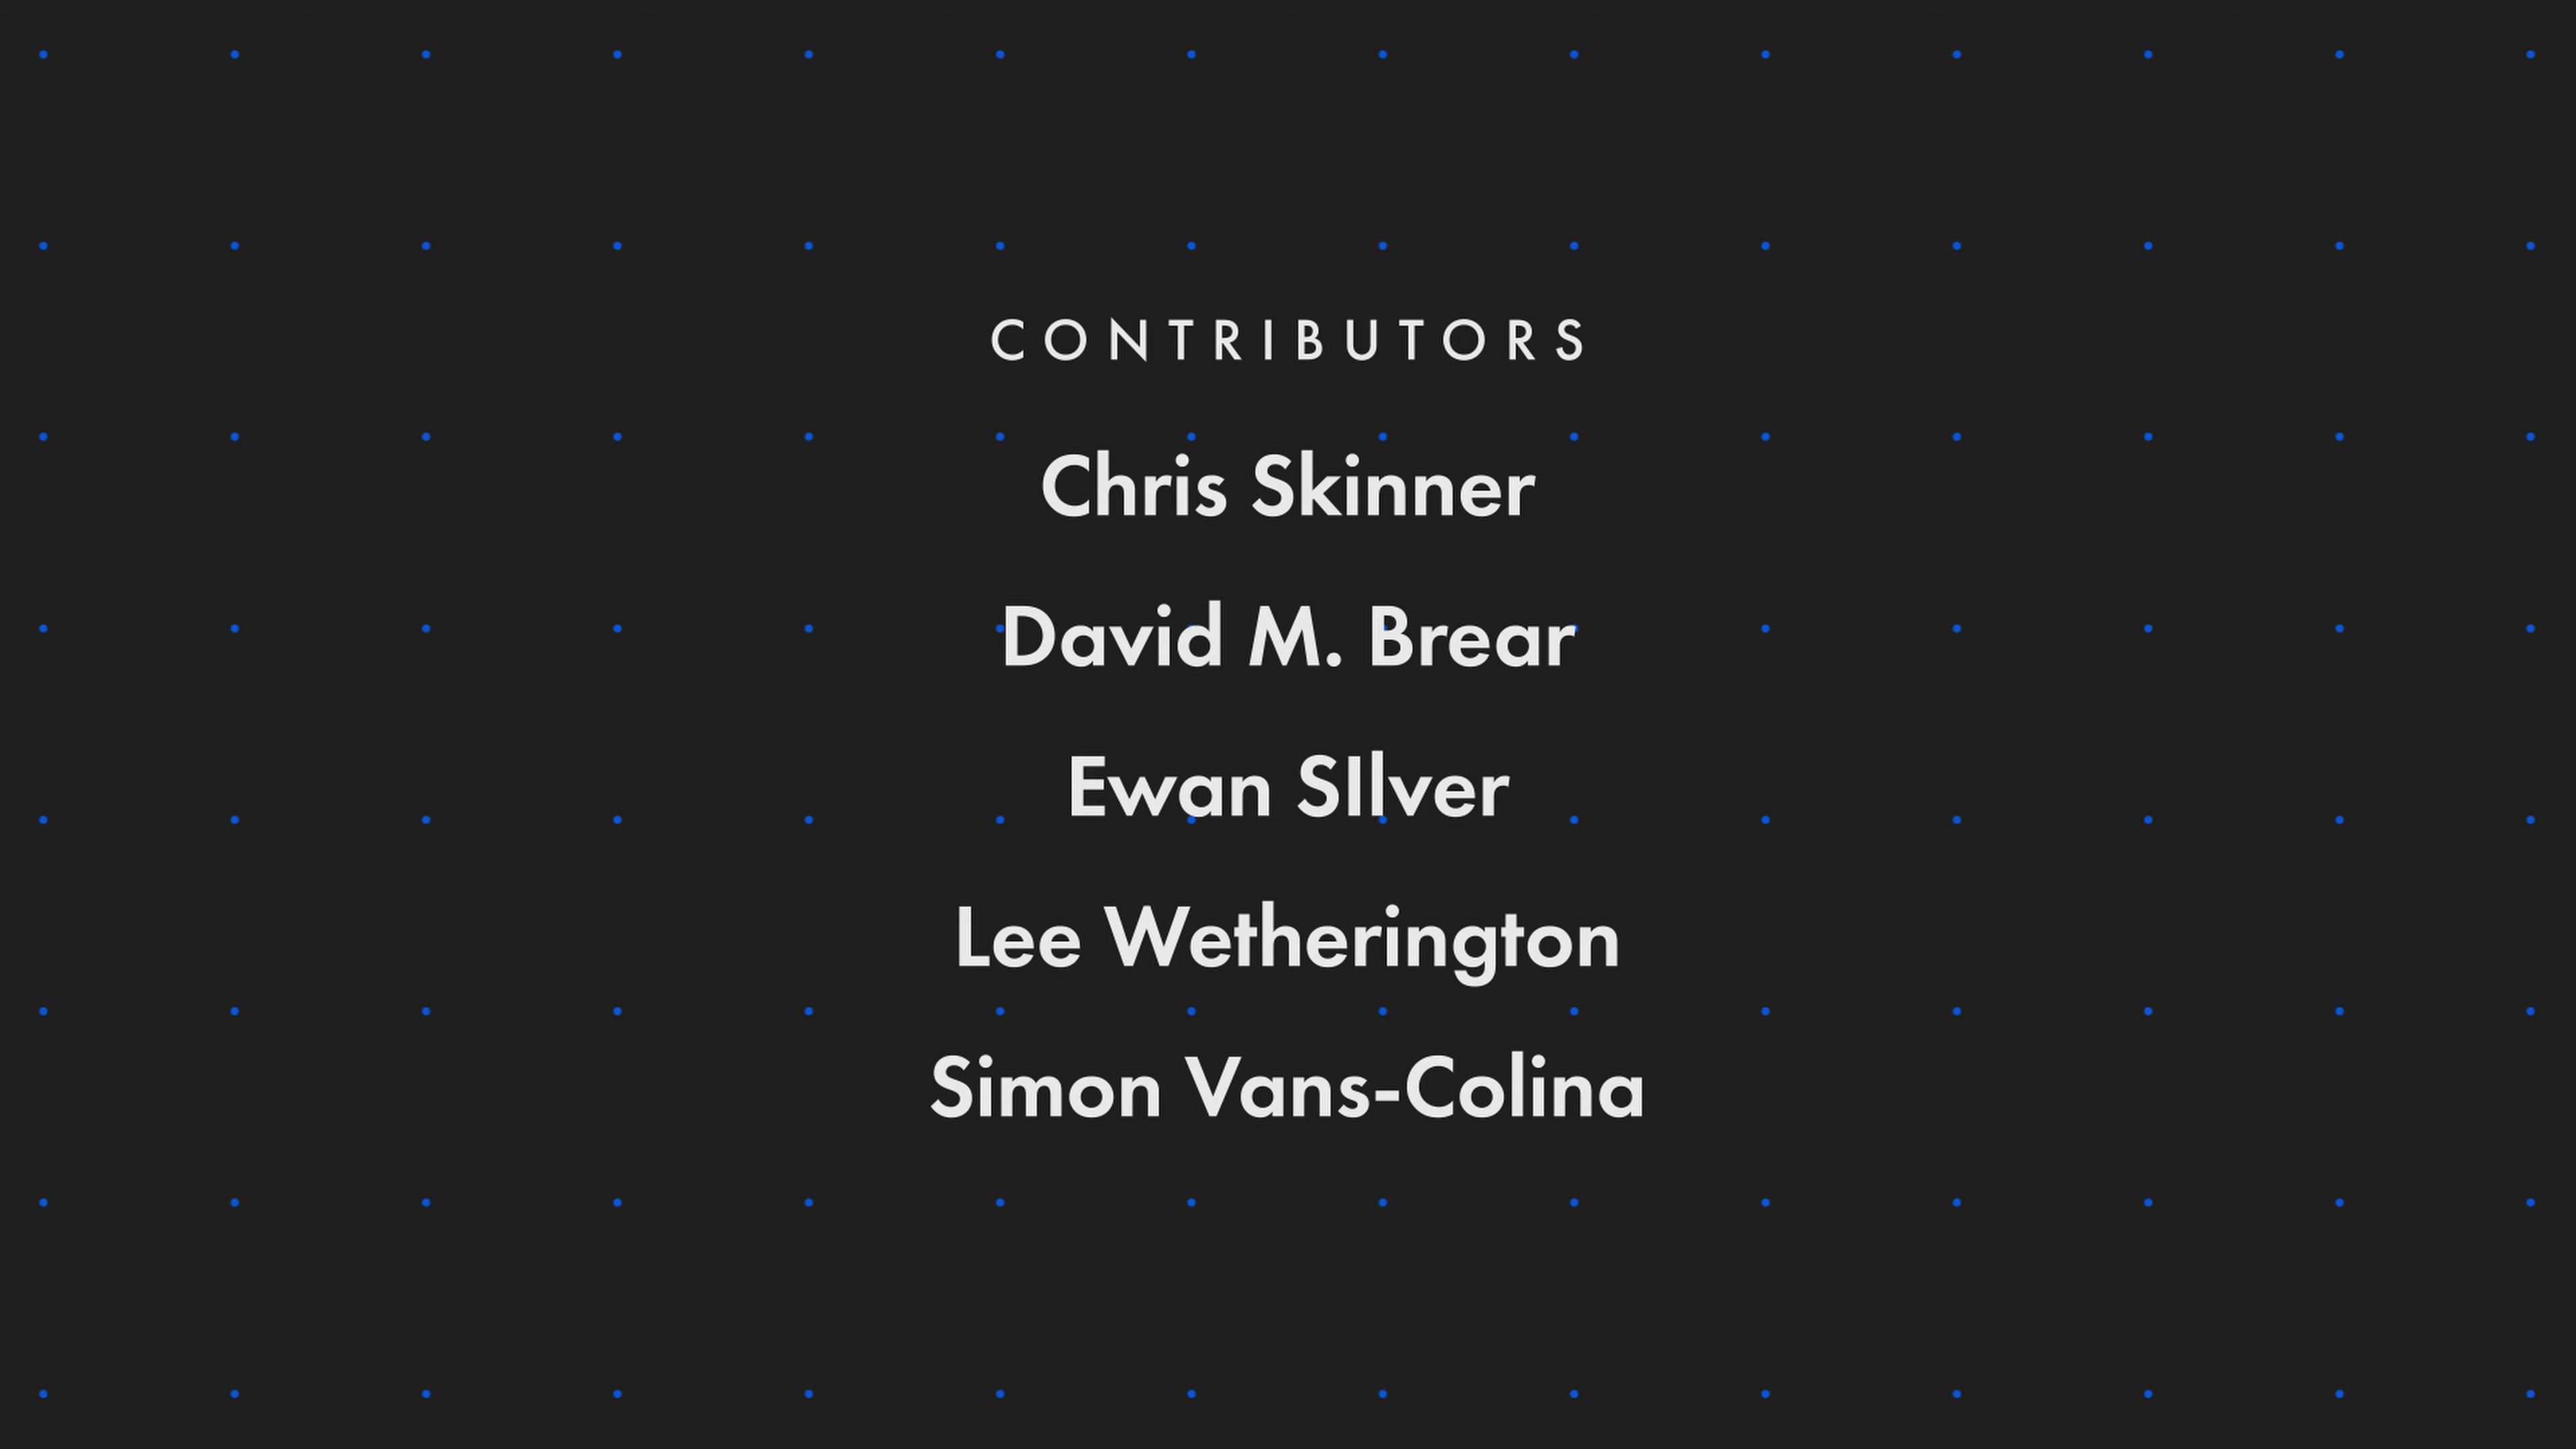 CONTRIBUTORS
Chris Skinner
David M. Brear
Ewan SIlver
Lee Wetherington
Simon Vans-Colina